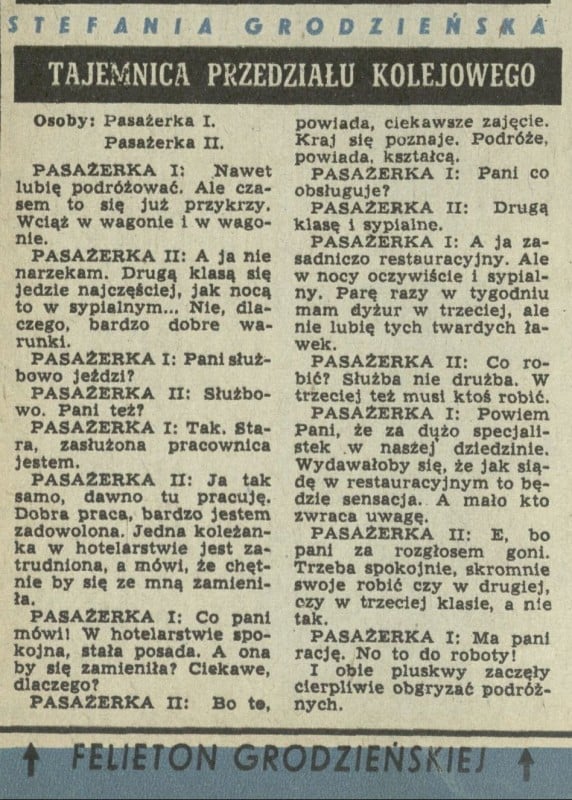 STEFANIA GRODZIEŃSKA
TAJEMNICA PRZEDZIAŁU KOLEJOWEGO
Osoby: Pasażerka I.
Pasażerka II.
PASAŻERKA I: Nawet
lubię podróżować. Ale cza-
sem to się już przykrzy.
Wciąż w wagonie i w wago-
nie.
PASAŻERKA II: A ja nie
narzekam. Drugą klasą się
jedzie najczęściej, jak nocą
to w sypialnym... Nie, dla-
czego, bardzo dobre wa-
runki.
PASAŻERKA I: Pani służ-
bowo jeździ?
PASAŻERKA II: Służbo-
wo. Pani też?
PASAŻERKA I: Tak. Sta-
ra, zasłużona pracownica
jestem.
PASAŻERKA II: Ja tak
samo, dawno tu pracuję.
Dobra praca, bardzo jestem
zadowolona. Jedna koleżan-
ka w hotelarstwie jest za-
trudniona, a mówi, że chęt-
nie by się ze mną zamieni-
ła.
PASAŻERKA I: Co pani
mówi! W hotelarstwie spo-
kojna, stała posada. A ona
by się zamieniła? Ciekawe,
dlaczego?
PASAŻERKA II: Bo to,
powiada, ciekawsze zajęcie.
Kraj się poznaje. Podróże,
powiada, kształcą.
PASAŻERKA I: Pani co
obsługuje?
PASAŻERKA II: Drugą
klasę i sypialne.
PASAŻERKA I: A ja za-
sadniczo restauracyjny. Ale
w nocy oczywiście i sypial-
ny. Parę razy w tygodniu
mam dyżur w trzeciej, ale
nie lubię tych twardych ła-
wek.
PASAŻERKA II: Co ro-
bić? Służba nie drużba. W
trzeciej też musi ktoś robić.
PASAŻERKA I: Powiem
Pani, że za dużo specjali-
stek w naszej dziedzinie.
Wydawałoby się, że jak sią-
dę w restauracyjnym to bę-
dzie sensacja. A mało kto
zwraca uwagę.
PASAŻERKA II: E, bo
pani za rozgłosem goni.
Trzeba spokojnie, skromnie
swoje robić czy w drugiej,
czy w trzeciej klasie, a nie
tak.
PASAŻERKA I: Ma pani
rację. No to do roboty!
I obie pluskwy zaczęły
cierpliwie obgryzać podróż-
nych.
FELIETON GRODZIEŃSKIEJ